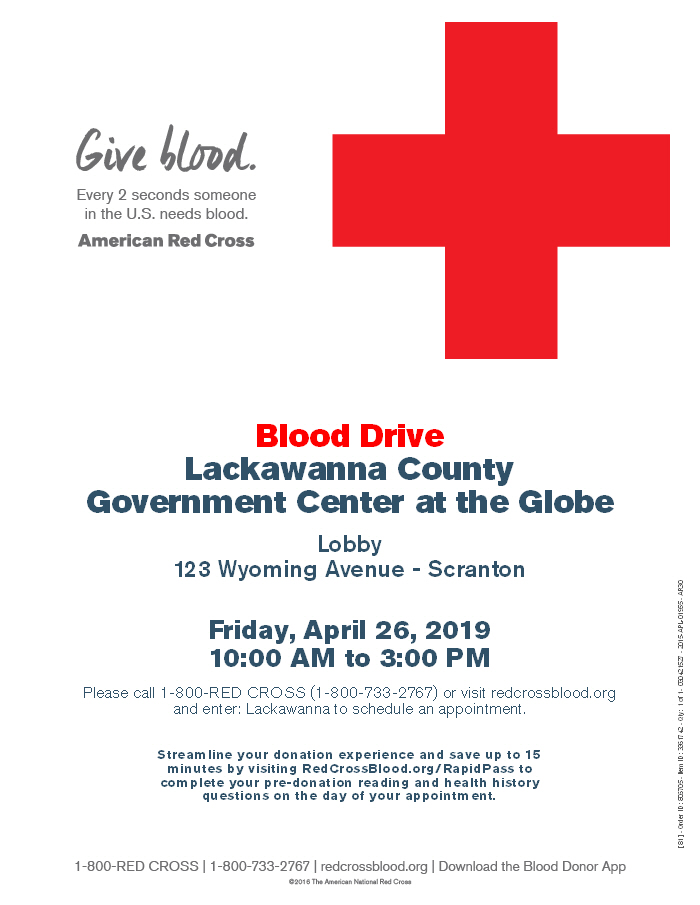 Give blood.
Every 2 seconds someone
in the U.S. needs blood.
American Red Cross
Blood Drive
Lackawanna County
Government Center at the Globe
Lobby
123 Wyoming Avenue - Scranton
Friday, April 26, 2019
10:00 AM to 3:00 PM
Please call 1-800-RED CROSS (1-800-733-2767) or visit redcrossblood.org
and enter: Lackawanna to schedule an appointment.
Streamline your donation experience and save up to 15
minutes by visiting RedCrossBlood.org/RapidPass to
complete your pre-donation reading and health history
questions on the day of your appointment.
1-800-RED CROSS | 1-800-733-2767 | redcrossblood.org | Download the Blood Donor App
©2016 The American National Red Cross